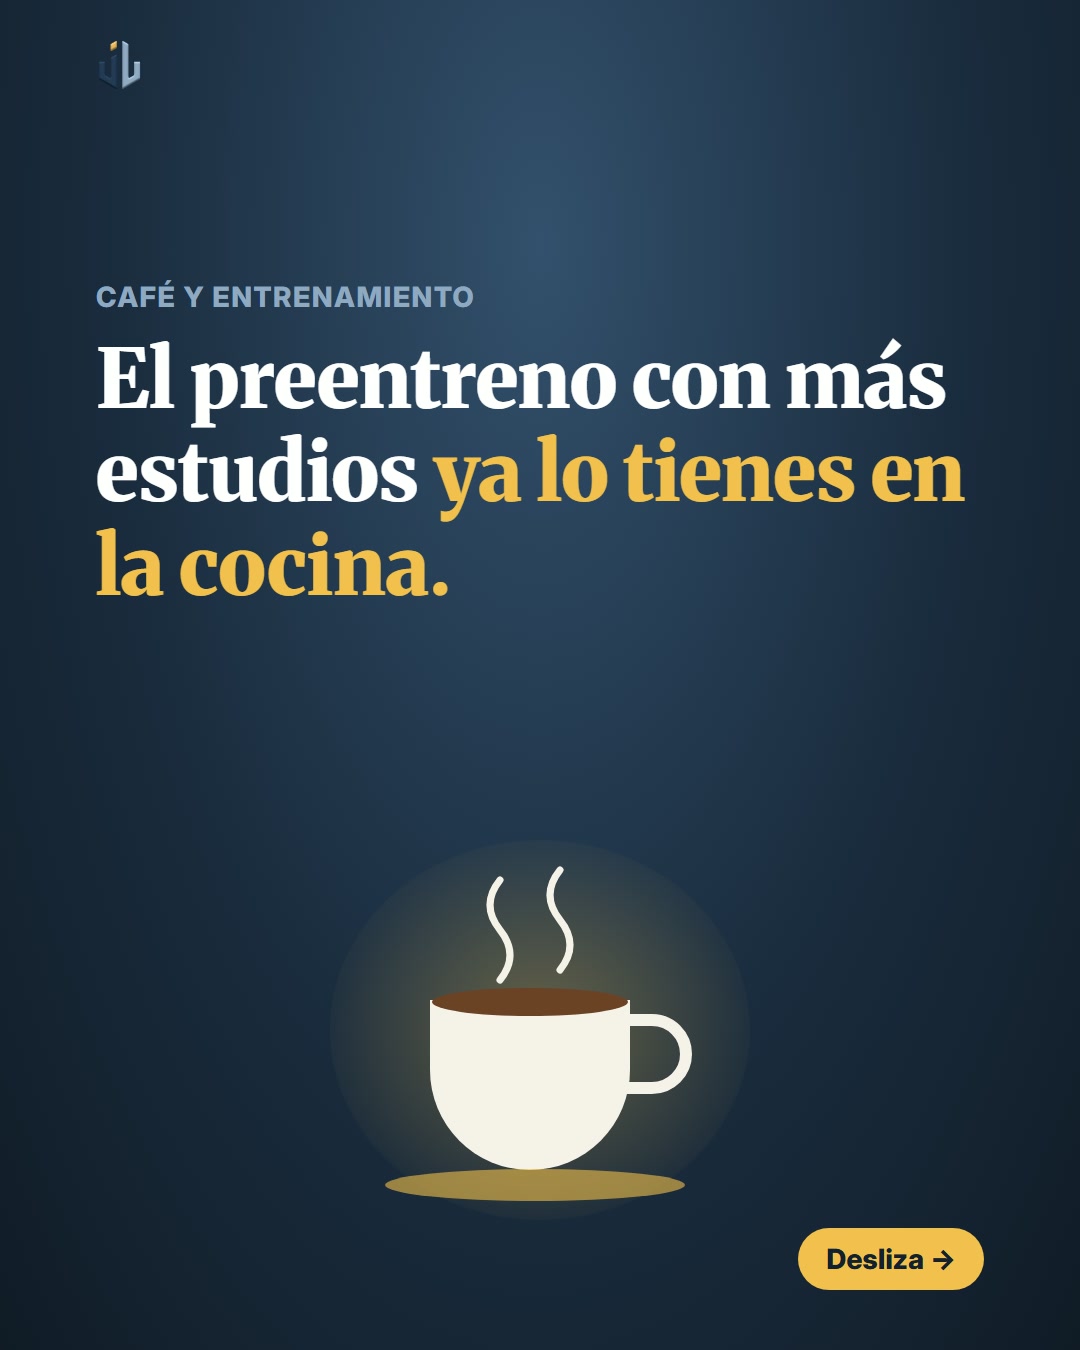 CAFÉ Y ENTRENAMIENTO
El preentreno con más
estudios ya lo tienes en
la cocina.
Desliza →